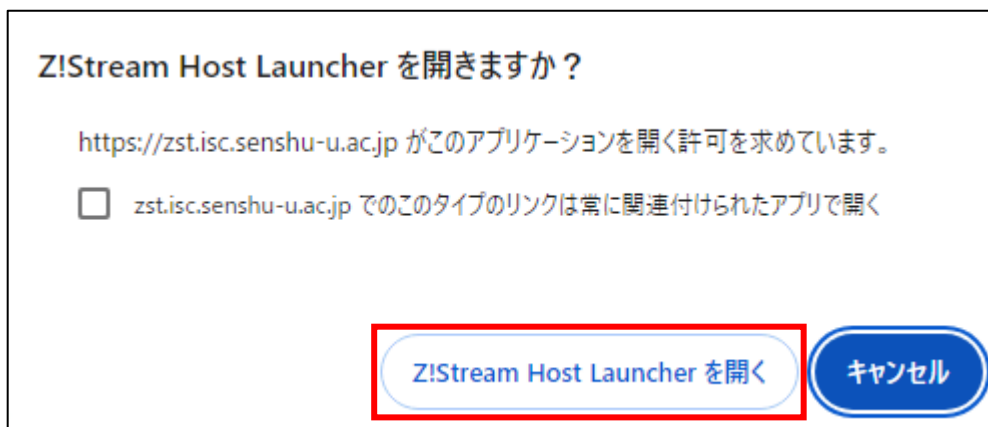 Z!Stream Host Launcher を開きますか？
https://zst.isc.senshu-u.ac.jp がこのアプリケーションを開く許可を求めています。
zst.isc.senshu-u.ac.jp でのこのタイプのリンクは常に関連付けられたアプリで開く
Z!Stream Host Launcher を開く
キャンセル